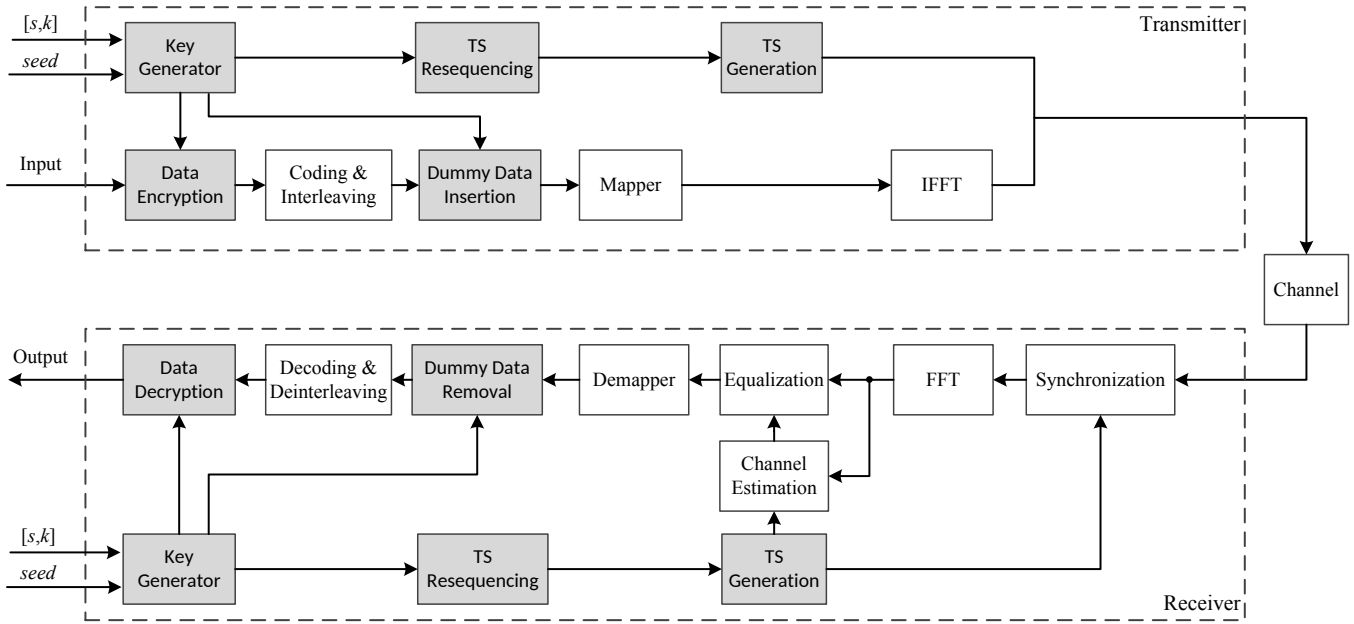 Transmitter
[s,k]
seed
Key
Generator
TS
Resequencing
TS
Generation
Input
Data
Encryption
Coding &
Interleaving
Dummy Data
Insertion
Mapper
IFFT
Channel
Output
Data
Decryption
Decoding &
Deinterleaving
Dummy Data
Removal
Demapper
Equalization
FFT
Synchronization
Channel
Estimation
[s,k]
seed
Key
Generator
TS
Resequencing
TS
Generation
Receiver